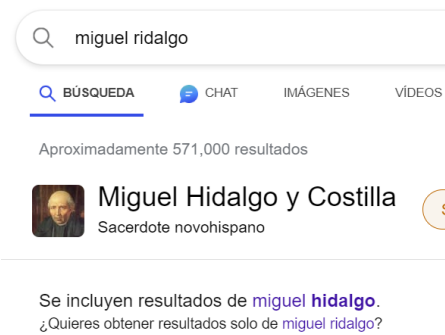 miguel ridalgo
BÚSQUEDA CHAT IMÁGENES VÍDEOS
Aproximadamente 571,000 resultados
Miguel Hidalgo y Costilla
Sacerdote novohispano
Se incluyen resultados de miguel hidalgo.
¿Quieres obtener resultados solo de miguel ridalgo?